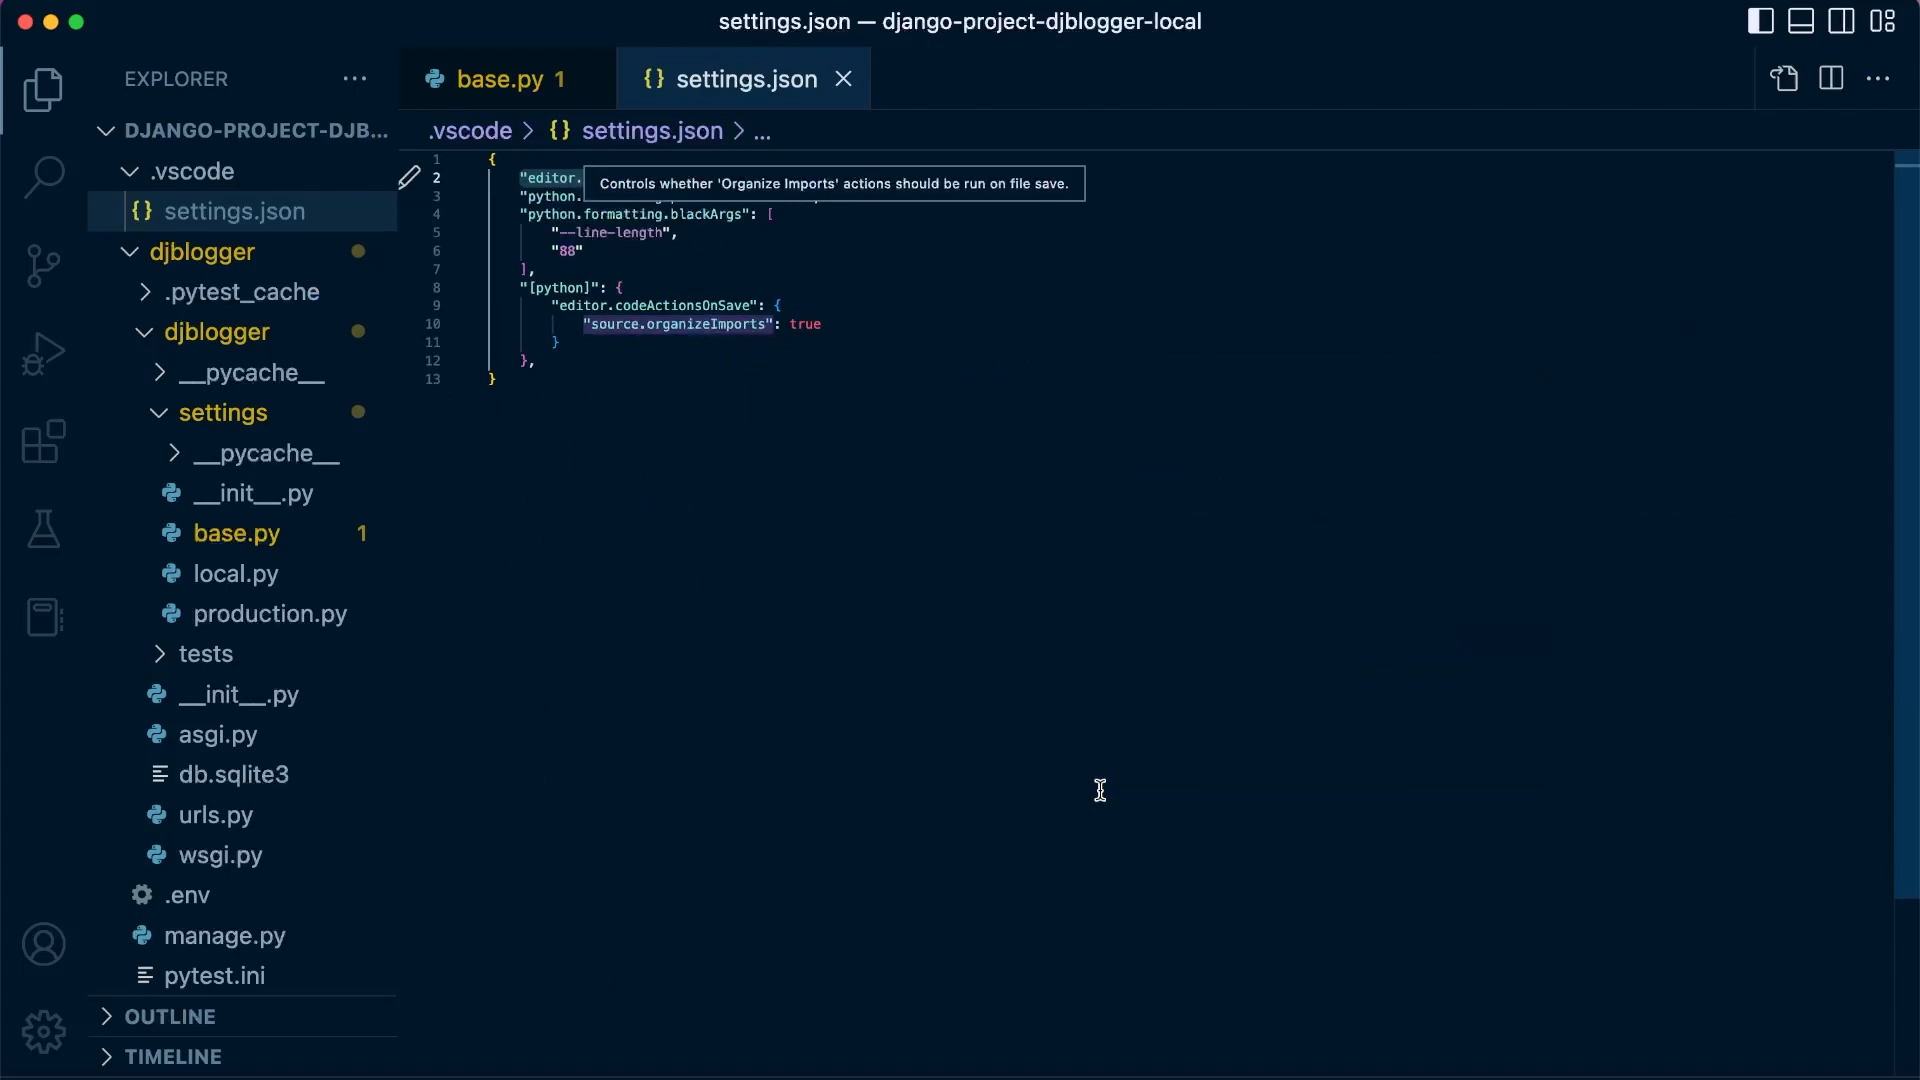 settings.json — django-project-djblogger-local
EXPLORER
base.py 1
settings.json
DJANGO-PROJECT-DJB...
.vscode > {} settings.json > ...
.vscode
settings.json
djblogger
.pytest_cache
djblogger
__pycache__
settings
__pycache__
__init__.py
base.py 1
local.py
production.py
tests
__init__.py
asgi.py
db.sqlite3
urls.py
wsgi.py
.env
manage.py
pytest.ini
OUTLINE
TIMELINE
1 {
2 "editor.
Controls whether 'Organize Imports' actions should be run on file save.
3 "python.
4 "python.formatting.blackArgs": [
5 "--line-length",
6 "88"
7 ],
8 "[python]": {
9 "editor.codeActionsOnSave": {
10 "source.organizeImports": true
11 }
12 },
13 }